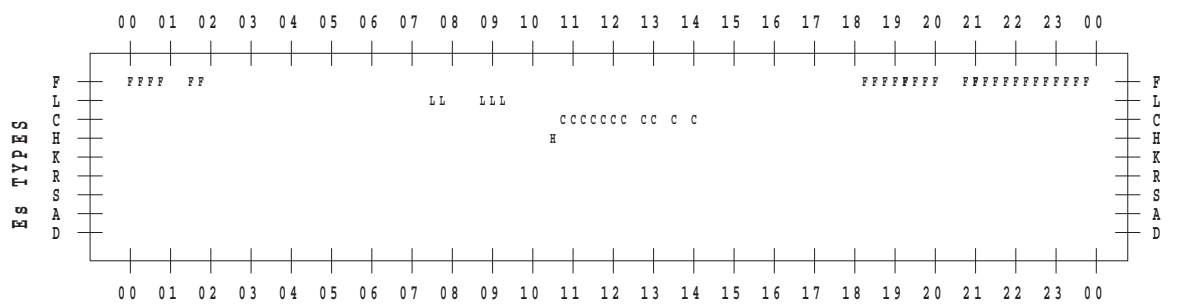 00 01 02 03 04 05 06 07 08 09 10 11 12 13 14 15 16 17 18 19 20 21 22 23 00
F FFFF FF FFFFFFFF FFFFFFFFFFFFF F
L LL LLL L
C CCCCCCC CC C C C
H H H
K K
R R
S S
A A
D D
Es TYPES
00 01 02 03 04 05 06 07 08 09 10 11 12 13 14 15 16 17 18 19 20 21 22 23 00